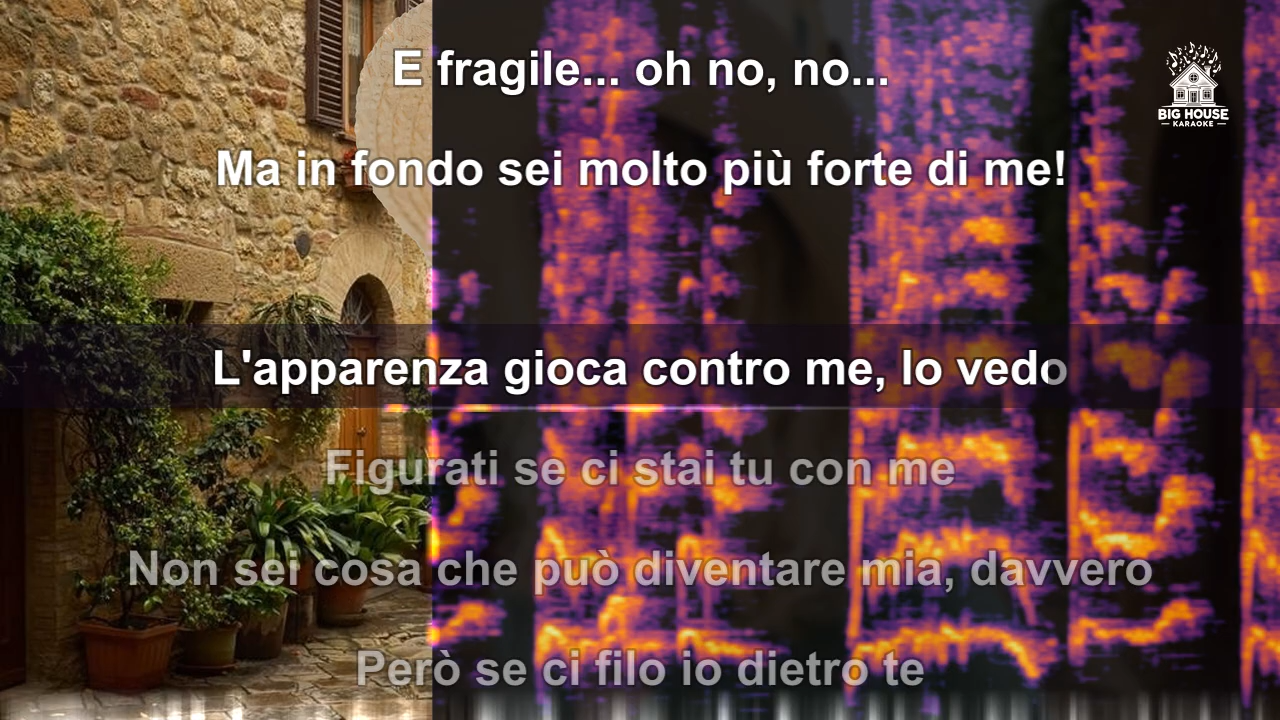 E fragile... oh no, no...
BIG HOUSE
KARAOKE
Ma in fondo sei molto più forte di me!
L'apparenza gioca contro me, lo vedo
Figurati se ci stai tu con me
Non sei cosa che può diventare mia, davvero
Però se ci filo io dietro te